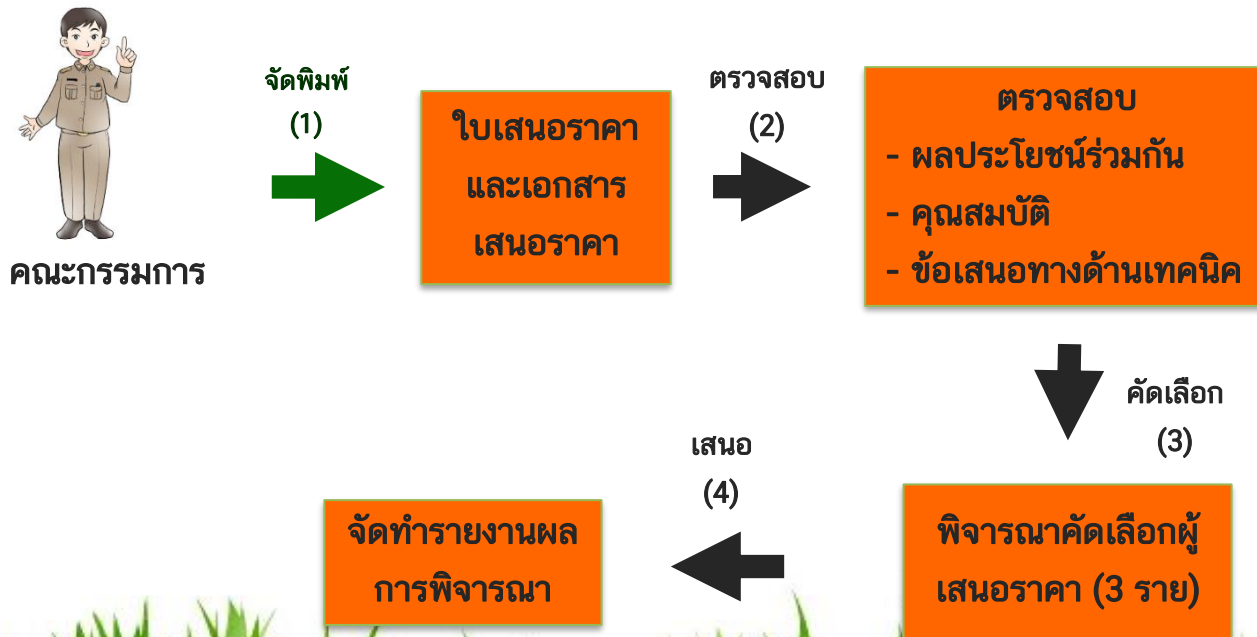 คณะกรรมการ
จัดพิมพ์
(1)
ใบเสนอราคา
และเอกสาร
เสนอราคา
ตรวจสอบ
(2)
ตรวจสอบ
- ผลประโยชน์ร่วมกัน
- คุณสมบัติ
- ข้อเสนอทางด้านเทคนิค
คัดเลือก
(3)
พิจารณาคัดเลือกผู้
เสนอราคา (3 ราย)
เสนอ
(4)
จัดทำรายงานผล
การพิจารณา